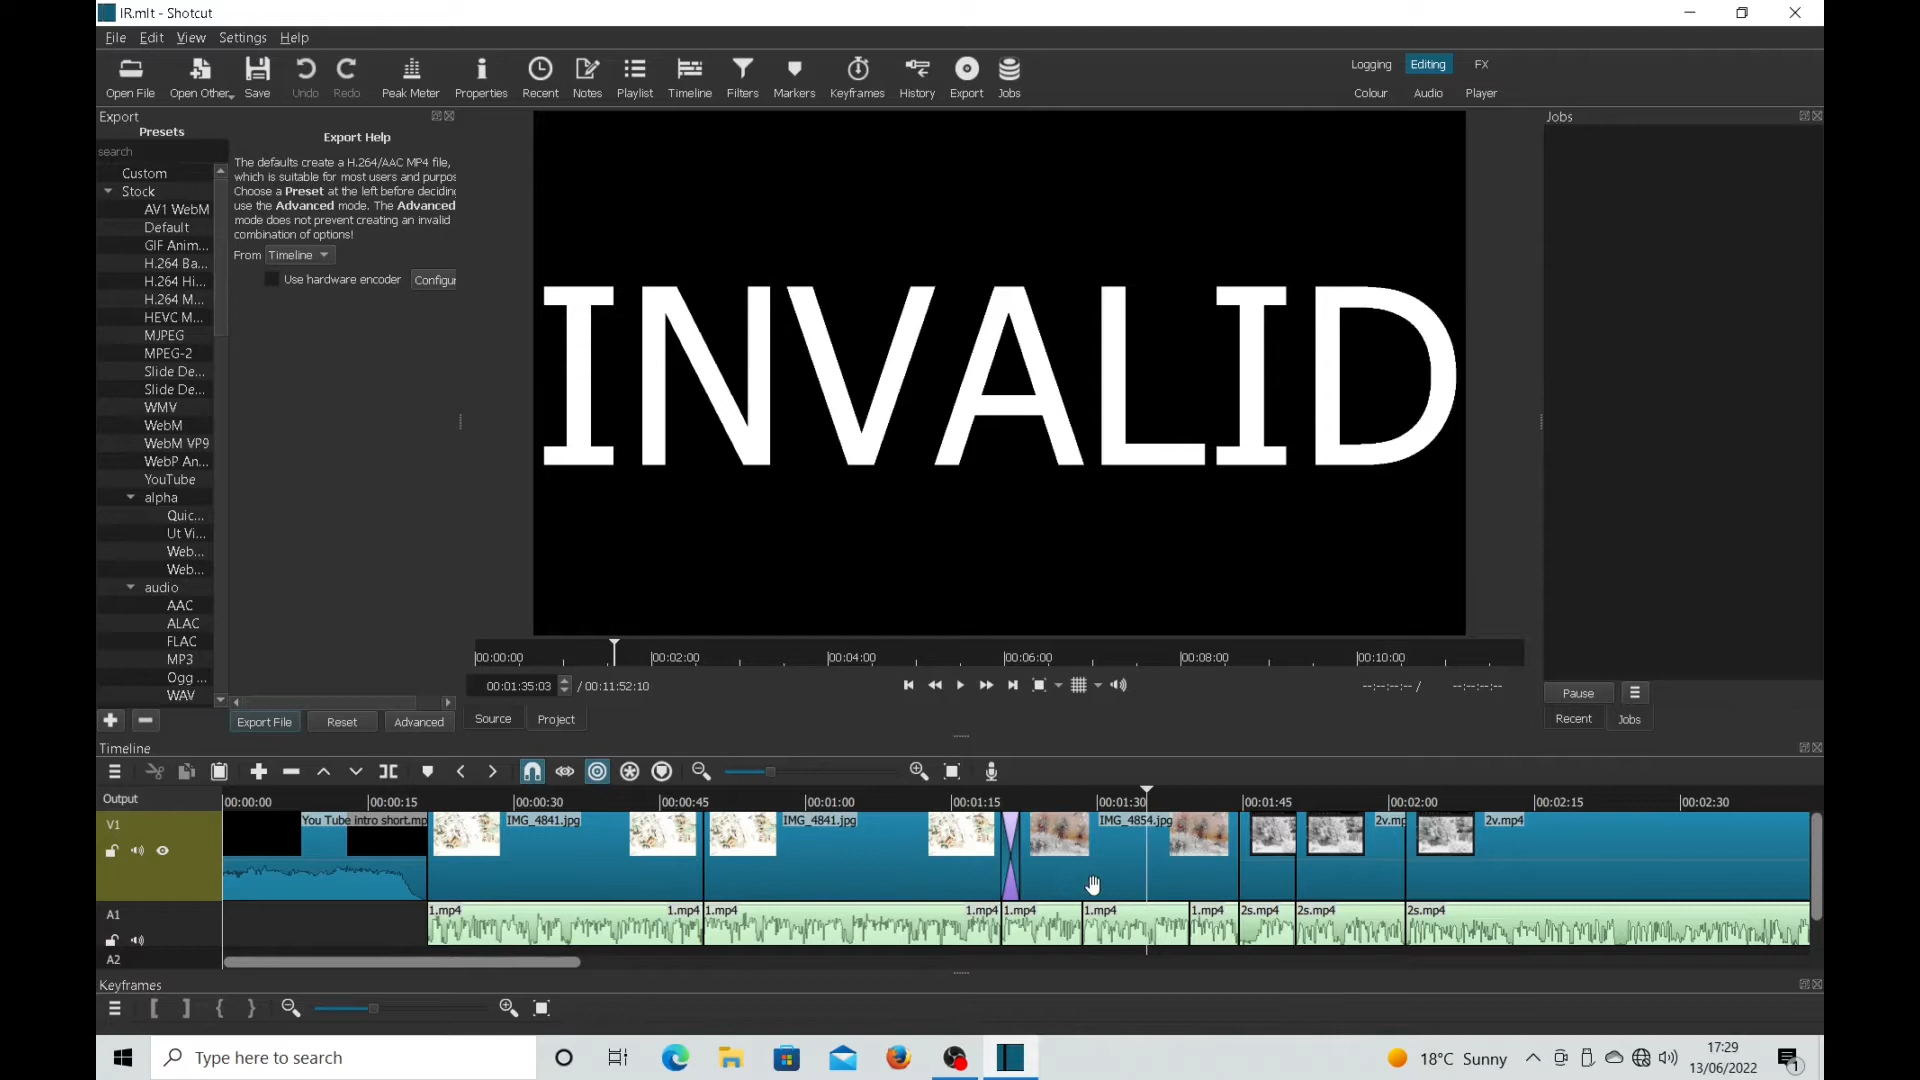 IR.mlt - Shotcut
File Edit View Settings Help
Open File Open Other... Save Undo Redo Peak Meter Properties Recent Notes Playlist Timeline Filters Markers Keyframes History Export Jobs
Logging Editing FX
Colour Audio Player
Export
Presets
search
Custom
Stock
AV1 WebM
Default
GIF Anim...
H.264 Ba...
H.264 Hi...
H.264 M...
HEVC M...
MJPEG
MPEG-2
Slide De...
Slide De...
WMV
WebM
WebM VP9
WebP An...
YouTube
alpha
Quic...
Ut Vi...
Web...
Web...
audio
AAC
ALAC
FLAC
MP3
Ogg ...
WAV
Export Help
The defaults create a H.264/AAC MP4 file,
which is suitable for most users and purpos
Choose a Preset at the left before deciding
use the Advanced mode. The Advanced
mode does not prevent creating an invalid
combination of options!
From Timeline
Use hardware encoder Configur
Export File Reset Advanced
INVALID
00:00:00 00:02:00 00:04:00 00:06:00 00:08:00 00:10:00
00:01:35:03 / 00:11:52:10 --:--:--:-- / --:--:--:--
Source Project
Jobs
Pause
Recent Jobs
Timeline
Output 00:00:00 00:00:15 00:00:30 00:00:45 00:01:00 00:01:15 00:01:30 00:01:45 00:02:00 00:02:15 00:02:30
V1 You Tube intro short.mp IMG_4841.jpg IMG_4841.jpg IMG_4854.jpg 2v.mp 2v.mp4
A1 1.mp4 1.mp4 1.mp4 1.mp4 1.mp4 1.mp4 1.mp4 2s.mp4 2s.mp4 2s.mp4
A2
Keyframes
Type here to search
18°C Sunny
17:29
13/06/2022
1